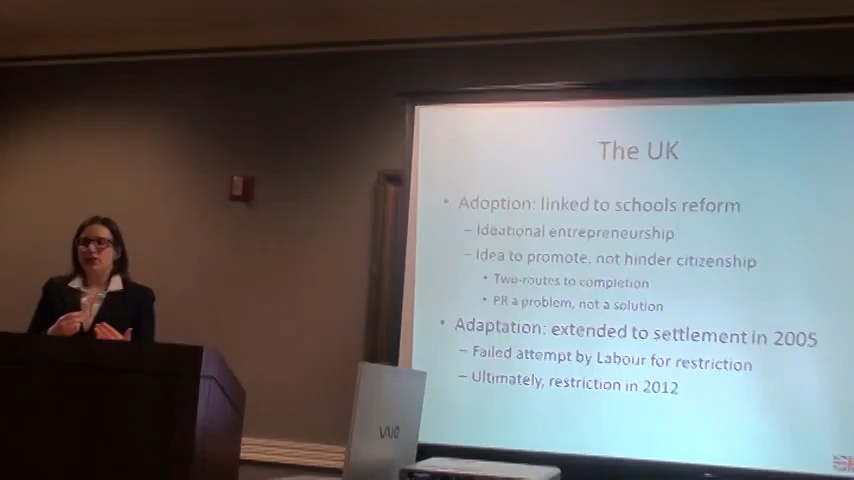 The UK
• Adoption: linked to schools reform
– Ideational entrepreneurship
– Idea to promote, not hinder citizenship
• Two-routes to completion
• PR a problem, not a solution
• Adaptation: extended to settlement in 2005
– Failed attempt by Labour for restriction
– Ultimately, restriction in 2012